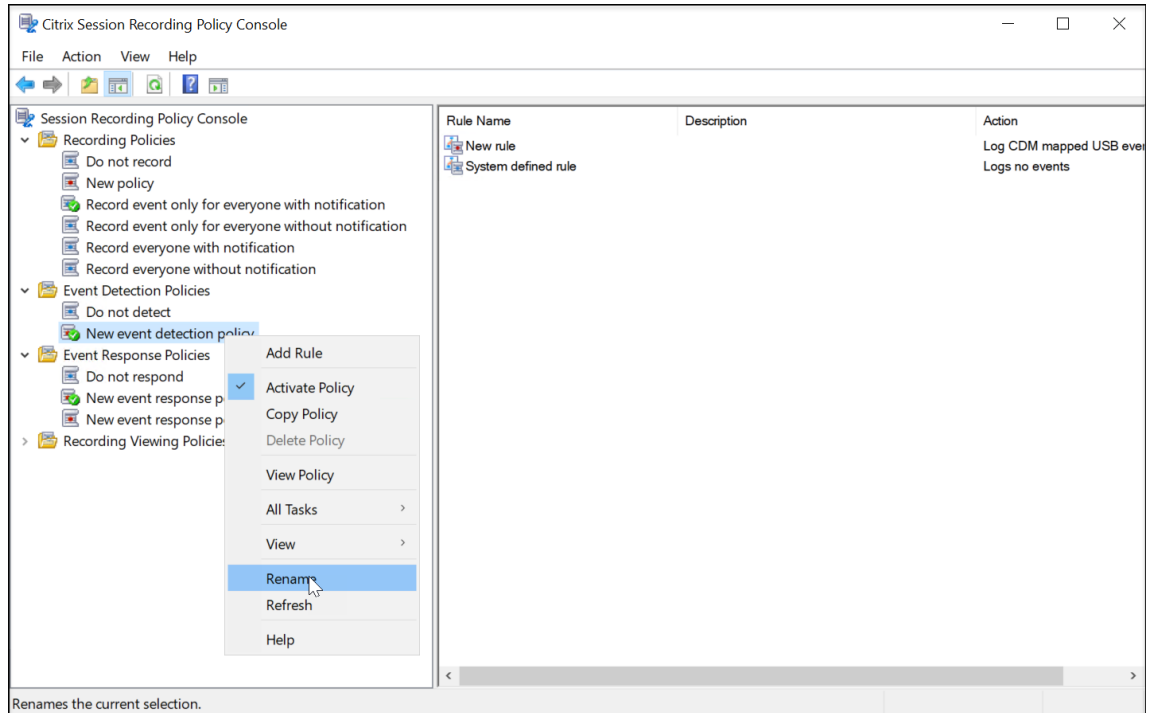 Citrix Session Recording Policy Console
File Action View Help
Session Recording Policy Console
Recording Policies
Do not record
New policy
Record event only for everyone with notification
Record event only for everyone without notification
Record everyone with notification
Record everyone without notification
Event Detection Policies
Do not detect
New event detection policy
Event Response Policies
Do not respond
New event response p
New event response p
Recording Viewing Policies
Add Rule
Activate Policy
Copy Policy
Delete Policy
View Policy
All Tasks
View
Rename
Refresh
Help
Rule Name Description Action
New rule Log CDM mapped USB eve
System defined rule Logs no events
Renames the current selection.